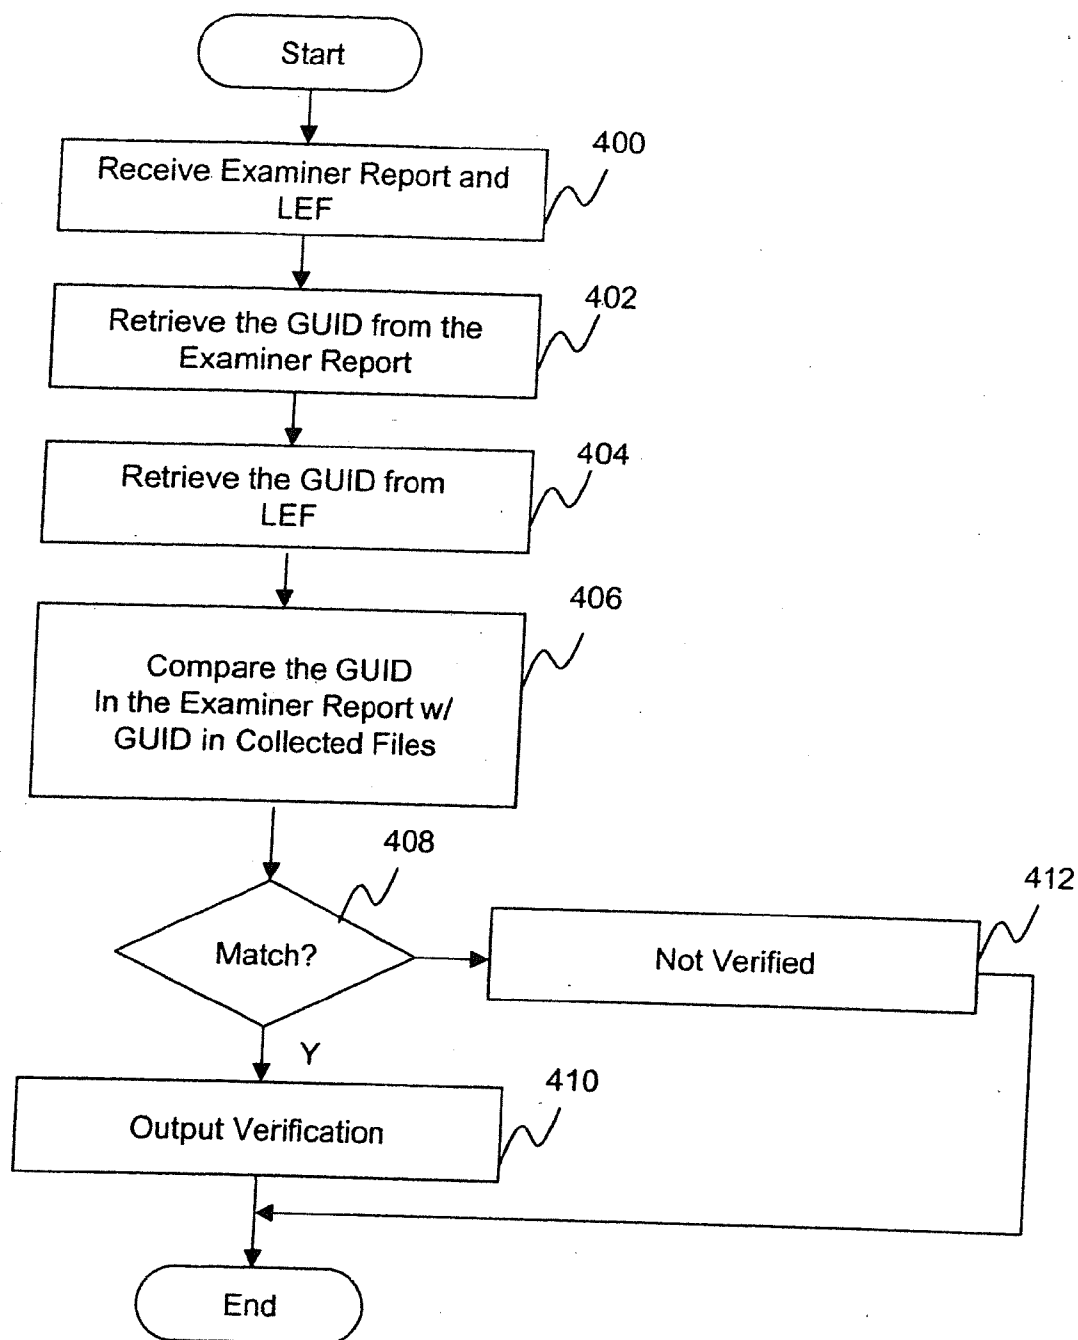 Start
400
Receive Examiner Report and
LEF
402
Retrieve the GUID from the
Examiner Report
404
Retrieve the GUID from
LEF
406
Compare the GUID
In the Examiner Report w/
GUID in Collected Files
408
Match?
412
Not Verified
Y
410
Output Verification
End